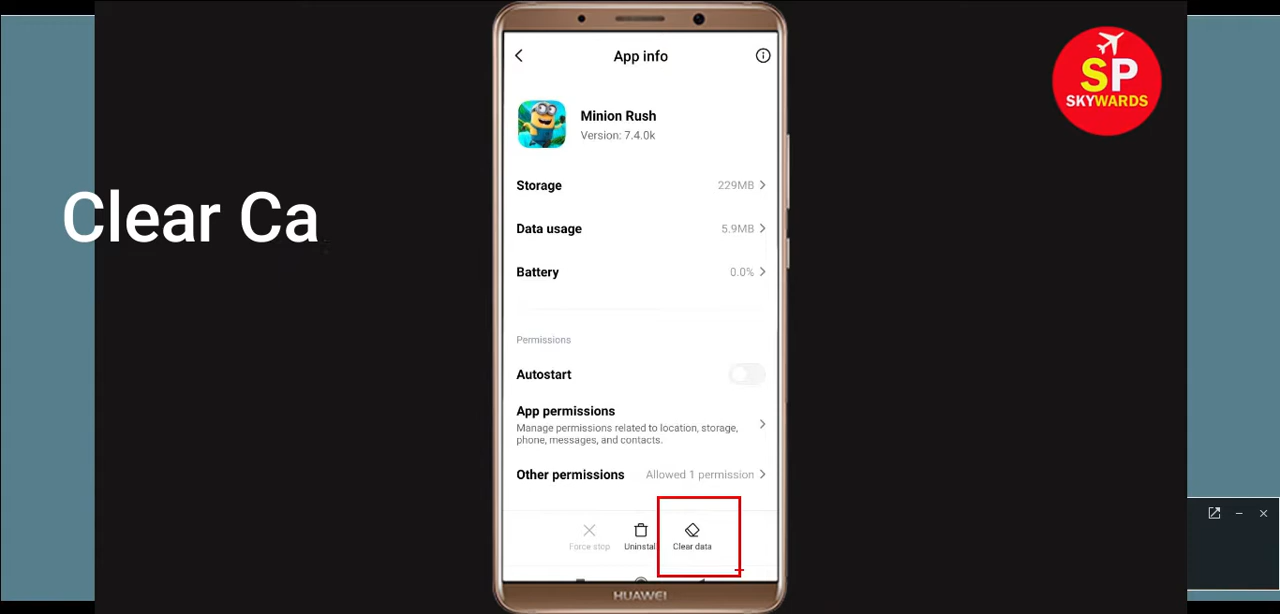 App info
SP
SKYWARDS
Minion Rush
Version: 7.4.0k
Storage 229MB
Clear Ca
Data usage 5.9MB
Battery 0.0%
Permissions
Autostart
App permissions
Manage permissions related to location, storage,
phone, messages, and contacts.
Other permissions Allowed 1 permission
Force stop Uninstall Clear data
HUAWEI